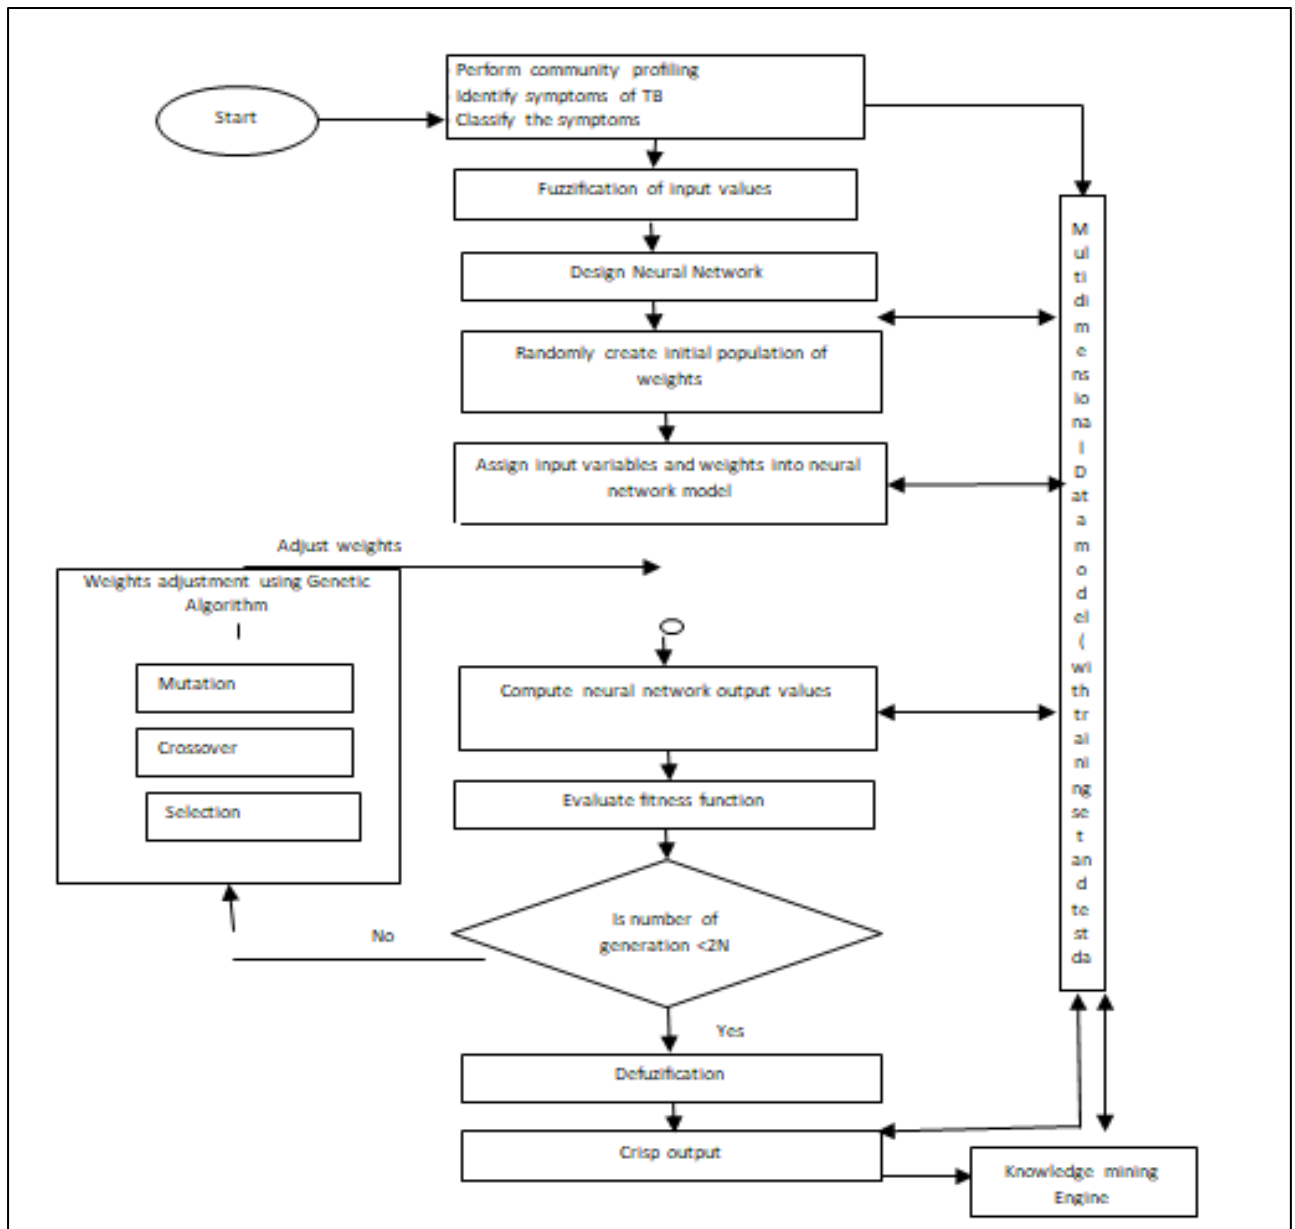 Perform community profiling
Identify symptoms of TB
Classify the symptoms
Start
Fuzzification of input values
Design Neural Network
Randomly create initial population of
weights
Assign input variables and weights into neural
network model
Adjust weights
Weights adjustment using Genetic
Algorithm
Mutation
Crossover
Selection
Compute neural network output values
Evaluate fitness function
Is number of
generation <2N
No
Yes
Defuzification
Crisp output
Knowledge mining
Engine
M
ul
ti
di
m
e
ns
io
na
l
D
at
a
m
o
d
el
(
wi
th
tr
ai
ni
ng
se
t
an
d
te
st
da